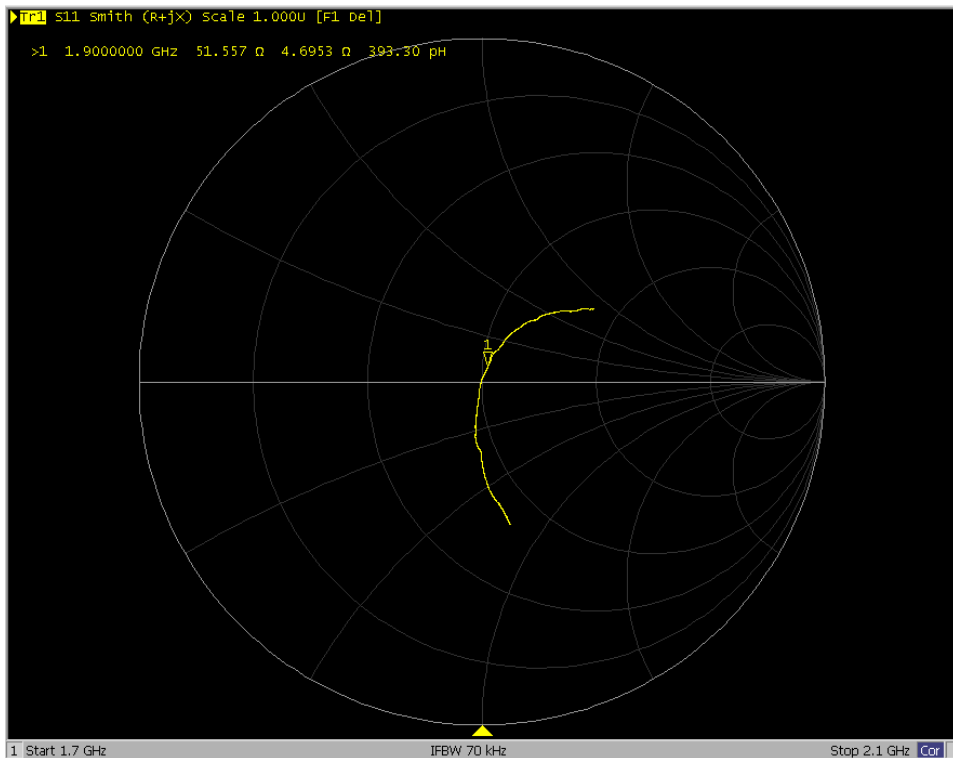 Tr1 S11 Smith (R+jX) Scale 1.000U [F1 Del]
>1 1.9000000 GHz 51.557 Ω 4.6953 Ω 393.30 pH
1
1 Start 1.7 GHz IFBW 70 kHz Stop 2.1 GHz Cor